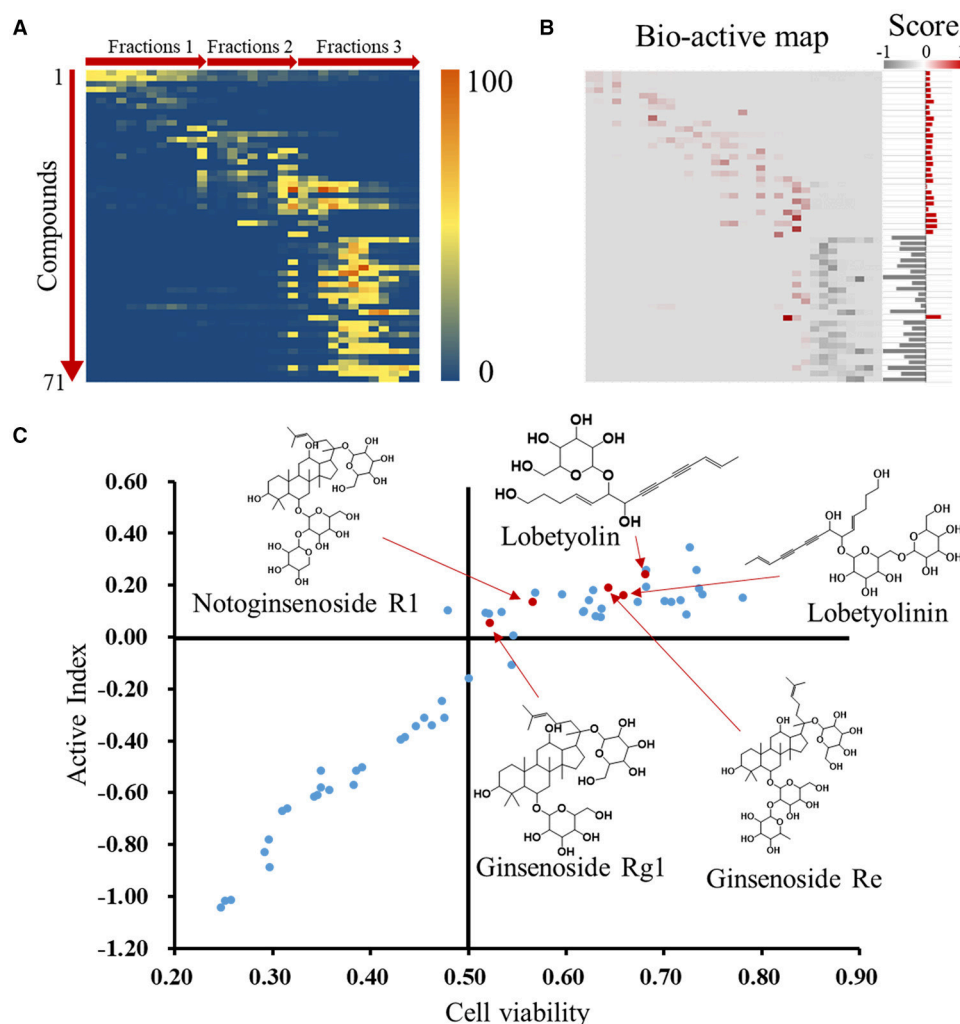 A
Fractions 1 Fractions 2 Fractions 3
1
Compounds
71
100
0
B
Bio-active map
Score
-1 0 1
C
Notoginsenoside R1
Lobetyolin
Lobetyolinin
Ginsenoside Rg1
Ginsenoside Re
Active Index
0.60
0.40
0.20
0.00
-0.20
-0.40
-0.60
-0.80
-1.00
-1.20
0.20 0.30 0.40 0.50 0.60 0.70 0.80 0.90
Cell viability